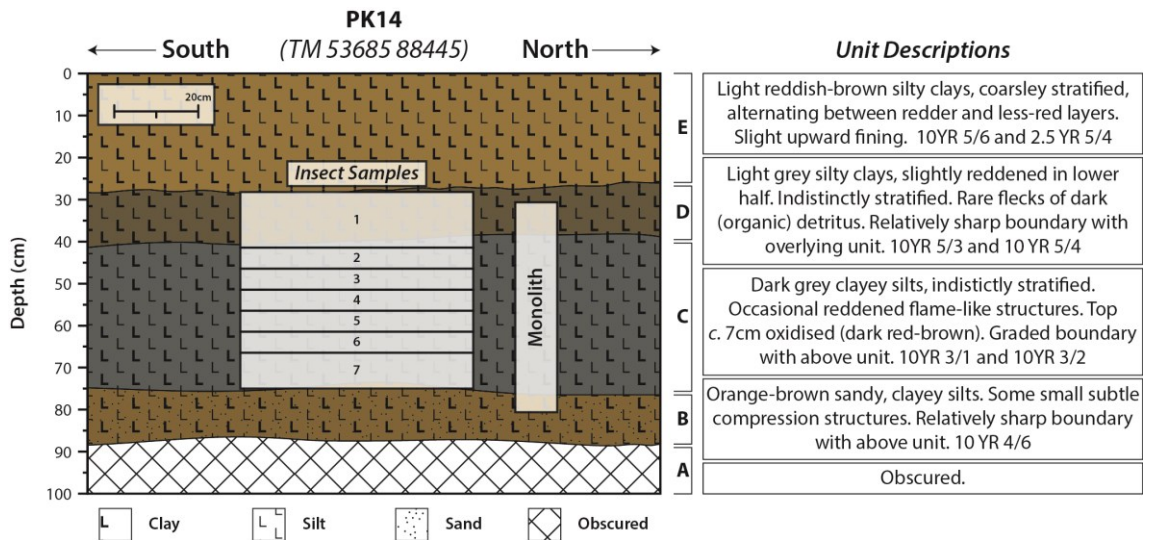 PK14
South (TM 53685 88445) North
Unit Descriptions
Depth (cm)
0
10
20
30
40
50
60
70
80
90
100
20cm
Insect Samples
1
2
3
4
5
6
7
Monolith
E
D
C
B
A
Light reddish-brown silty clays, coarsley stratified,
alternating between redder and less-red layers.
Slight upward fining. 10YR 5/6 and 2.5 YR 5/4
Light grey silty clays, slightly reddened in lower
half. Indistinctly stratified. Rare flecks of dark
(organic) detritus. Relatively sharp boundary with
overlying unit. 10YR 5/3 and 10 YR 5/4
Dark grey clayey silts, indistictly stratified.
Occasional reddened flame-like structures. Top
c. 7cm oxidised (dark red-brown). Graded boundary
with above unit. 10YR 3/1 and 10YR 3/2
Orange-brown sandy, clayey silts. Some small subtle
compression structures. Relatively sharp boundary
with above unit. 10 YR 4/6
Obscured.
Clay
Silt
Sand
Obscured